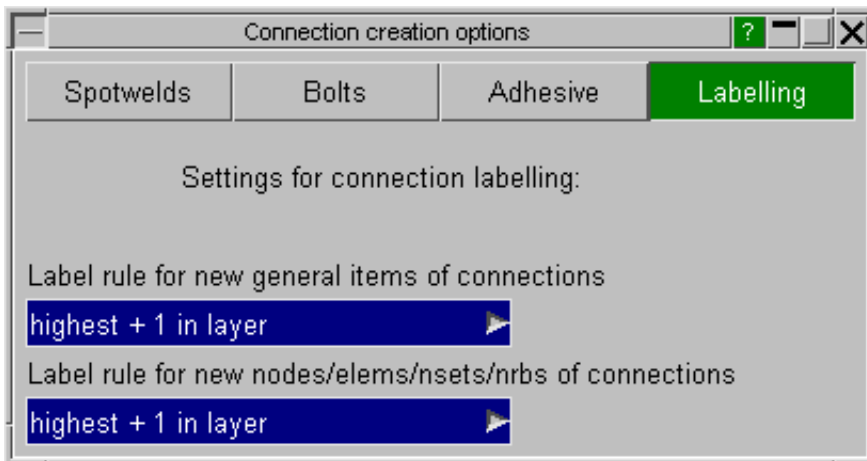 Connection creation options ?
Spotwelds Bolts Adhesive Labelling
Settings for connection labelling:
Label rule for new general items of connections
highest + 1 in layer
Label rule for new nodes/elems/nsets/nrbs of connections
highest + 1 in layer